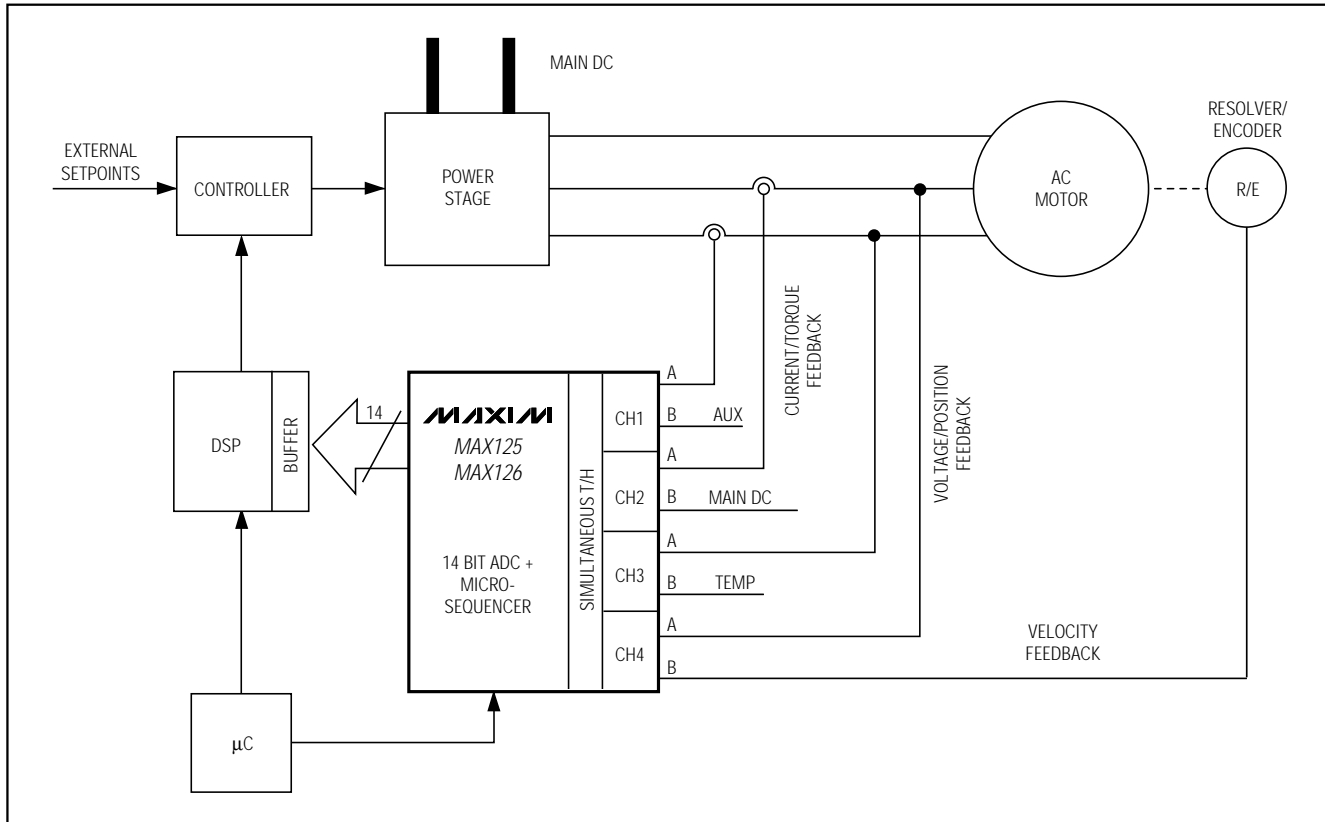 MAIN DC
EXTERNAL
SETPOINTS
CONTROLLER
POWER
STAGE
AC
MOTOR
RESOLVER/
ENCODER
R/E
CURRENT/TORQUE
FEEDBACK
VOLTAGE/POSITION
FEEDBACK
DSP
BUFFER
14
MAXIM
MAX125
MAX126
14 BIT ADC +
MICRO-
SEQUENCER
SIMULTANEOUS T/H
CH1
A
B
AUX
CH2
A
B
MAIN DC
CH3
A
B
TEMP
CH4
A
B
VELOCITY
FEEDBACK
µC